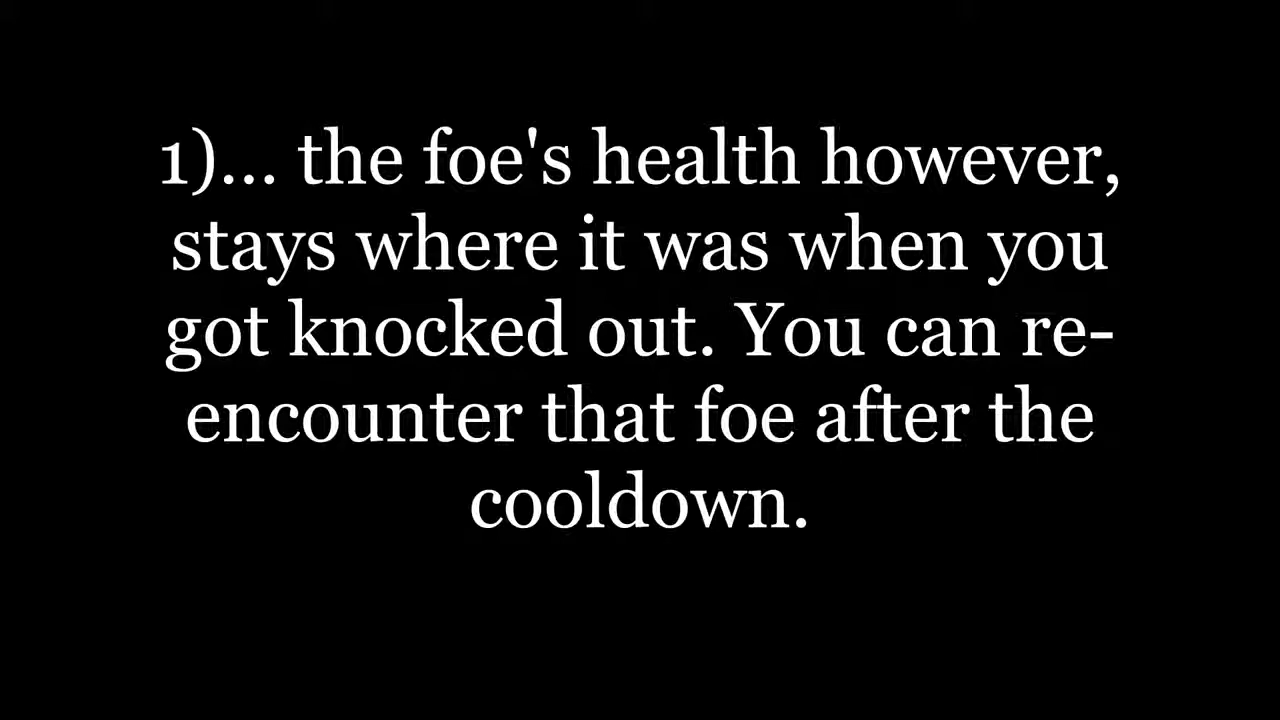 1)... the foe's health however,
stays where it was when you
got knocked out. You can re-
encounter that foe after the
cooldown.